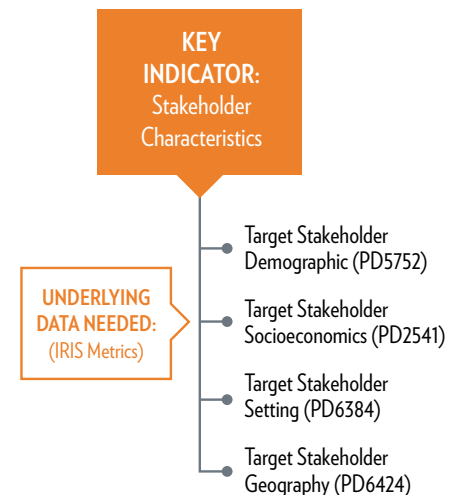 KEY
INDICATOR:
Stakeholder
Characteristics
Target Stakeholder
Demographic (PD5752)
UNDERLYING
DATA NEEDED:
(IRIS Metrics)
Target Stakeholder
Socioeconomics (PD2541)
Target Stakeholder
Setting (PD6384)
Target Stakeholder
Geography (PD6424)